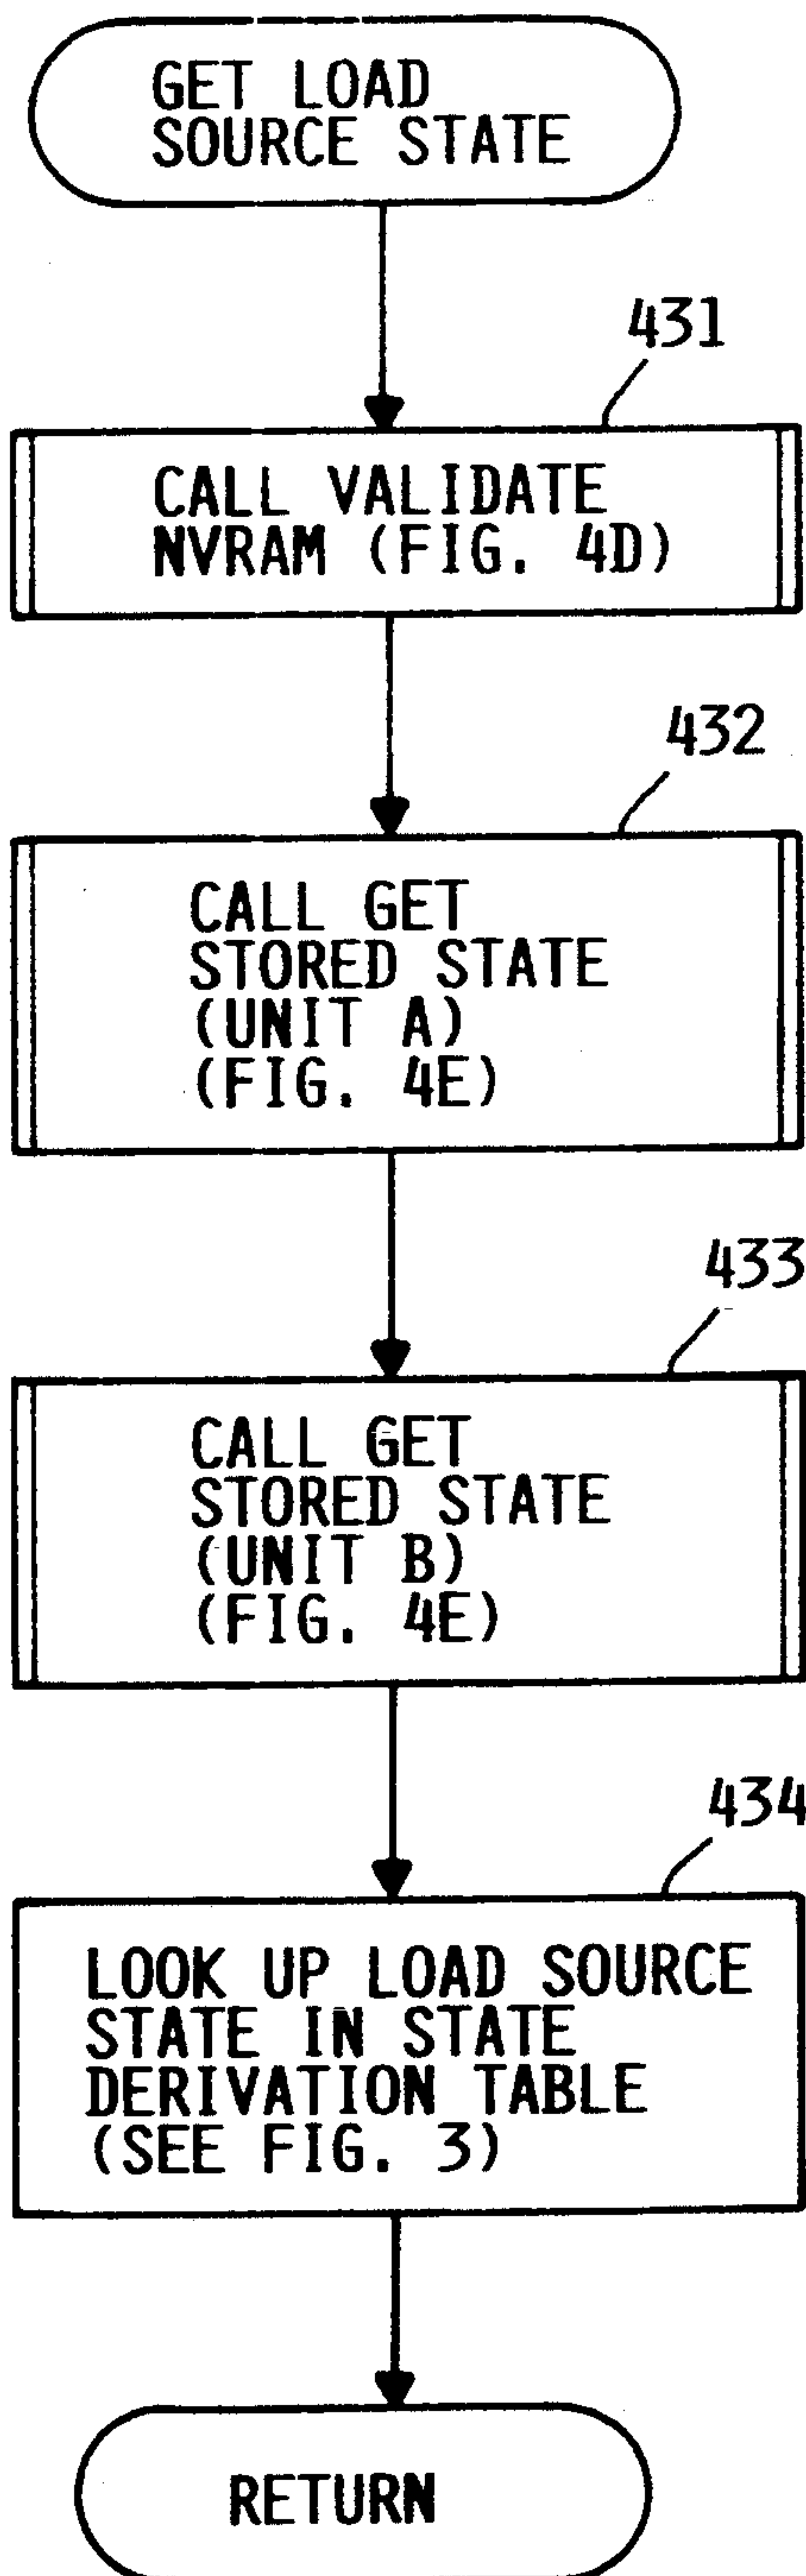 GET LOAD
SOURCE STATE
431
CALL VALIDATE
NVRAM (FIG. 4D)
432
CALL GET
STORED STATE
(UNIT A)
(FIG. 4E)
433
CALL GET
STORED STATE
(UNIT B)
(FIG. 4E)
434
LOOK UP LOAD SOURCE
STATE IN STATE
DERIVATION TABLE
(SEE FIG. 3)
RETURN